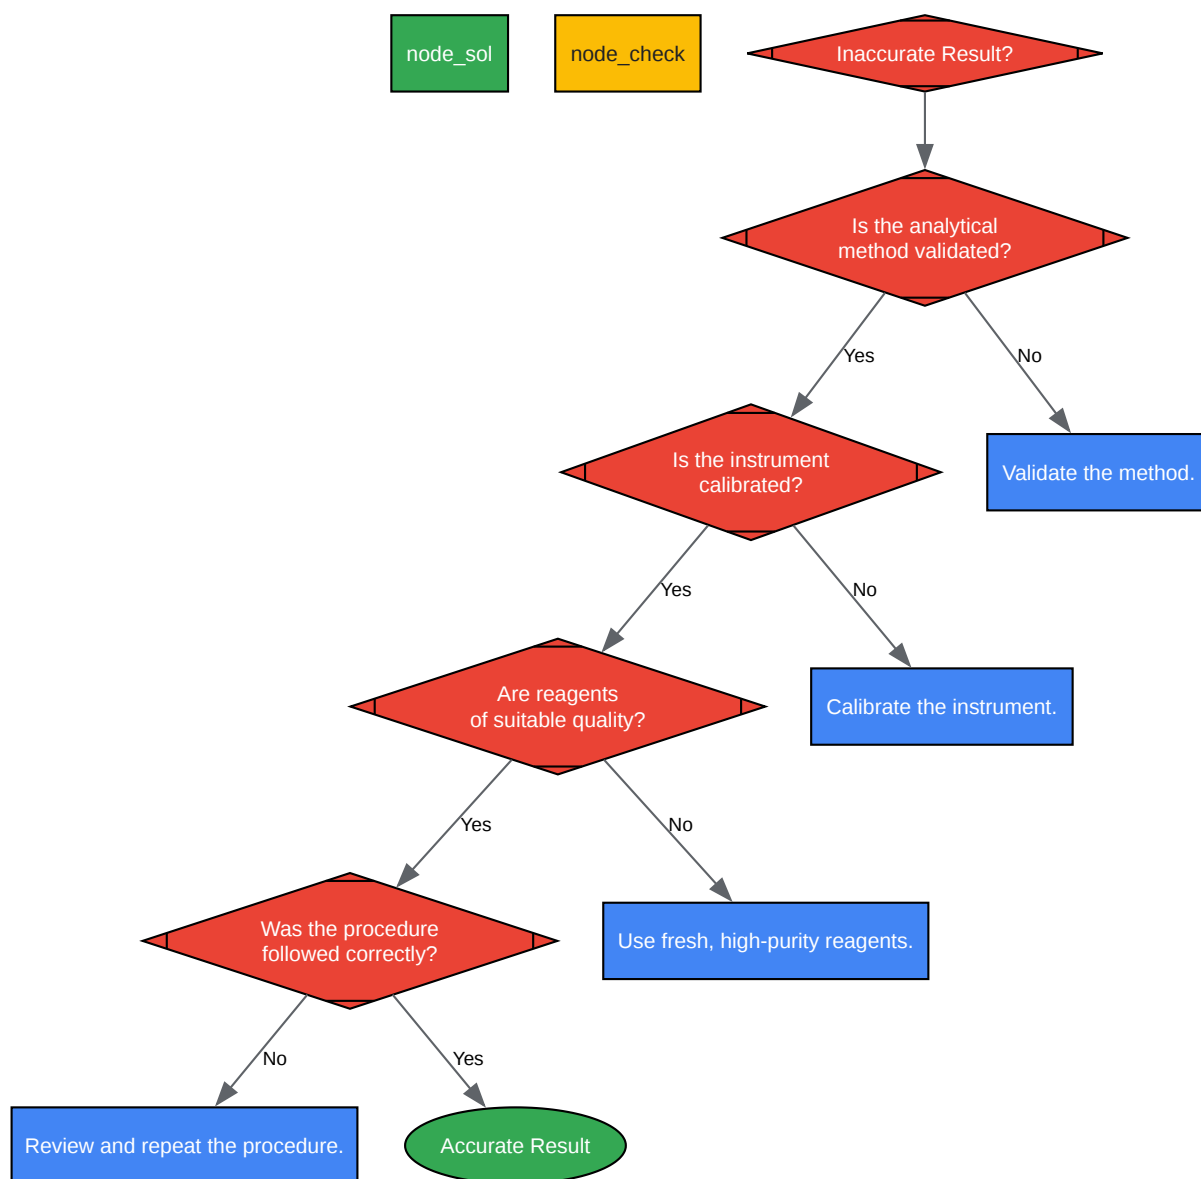 node_sol
node_check
Inaccurate Result?
Is the analytical
method validated?
Yes
No
Is the instrument
calibrated?
Validate the method.
Yes
No
Are reagents
of suitable quality?
Calibrate the instrument.
Yes
No
Was the procedure
followed correctly?
Use fresh, high-purity reagents.
No
Yes
Review and repeat the procedure.
Accurate Result